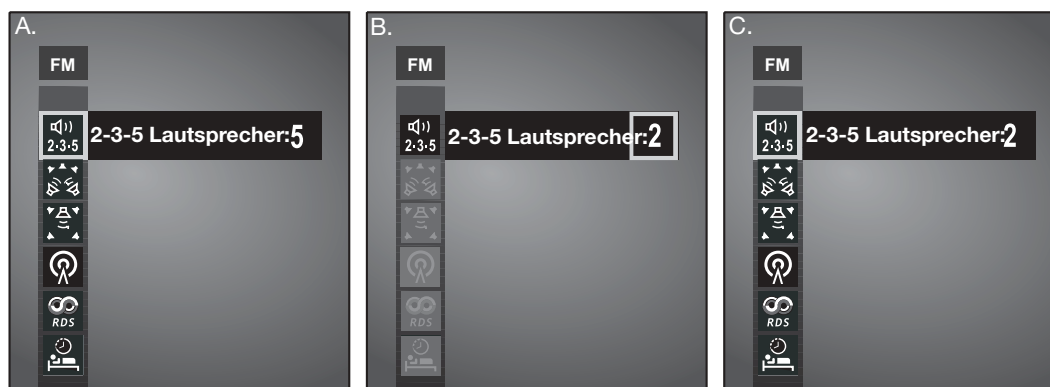 A.
FM
2·3·5
2-3-5 Lautsprecher:5
RDS
B.
FM
2·3·5
2-3-5 Lautsprecher:2
RDS
C.
FM
2·3·5
2-3-5 Lautsprecher:2
RDS